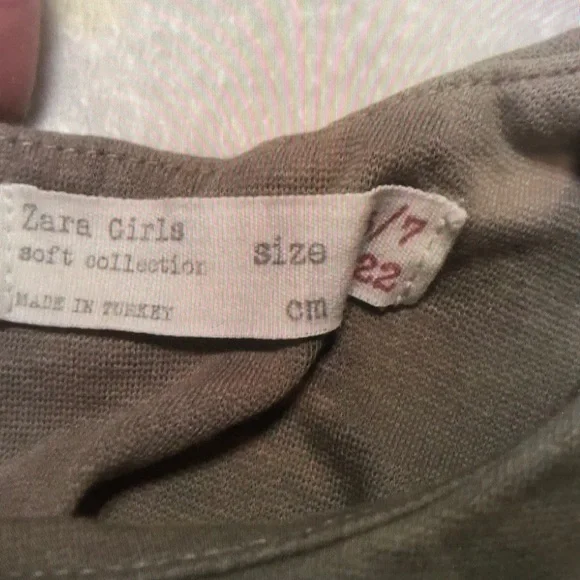 Zara Girls
soft collection
MADE IN TURKEY
size
cm
/7
22